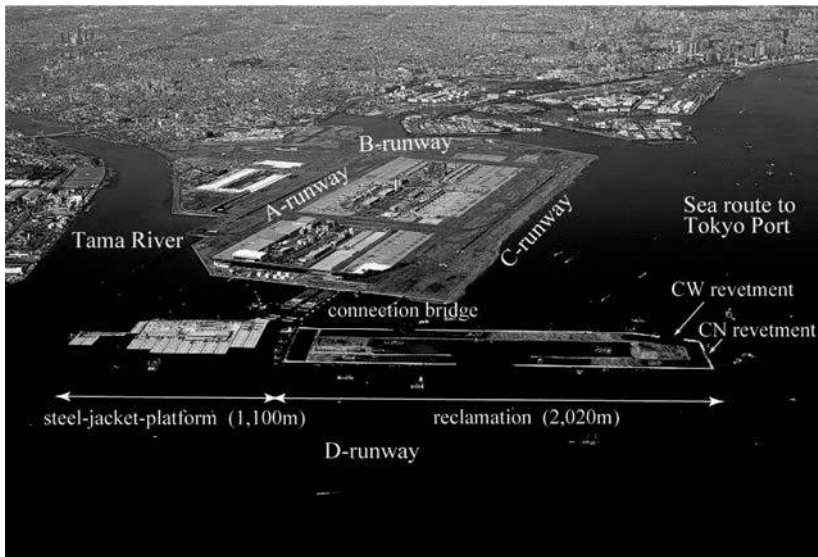 B-runway
A-runway
C-runway
Sea route to
Tokyo Port
Tama River
CW revetment
connection bridge
CN revetment
steel-jacket-platform (1,100m)
reclamation (2,020m)
D-runway